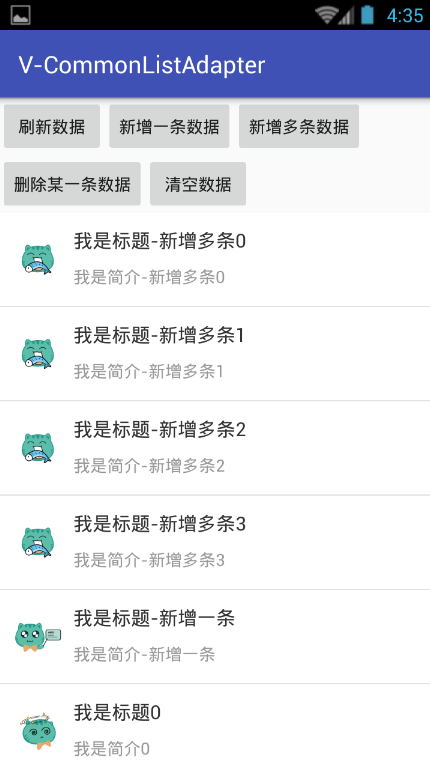 4:35
V-CommonListAdapter
刷新数据 新增一条数据 新增多条数据
删除某一条数据 清空数据
我是标题-新增多条0
我是简介-新增多条0
我是标题-新增多条1
我是简介-新增多条1
我是标题-新增多条2
我是简介-新增多条2
我是标题-新增多条3
我是简介-新增多条3
我是标题-新增一条
我是简介-新增一条
我是标题0
我是简介0